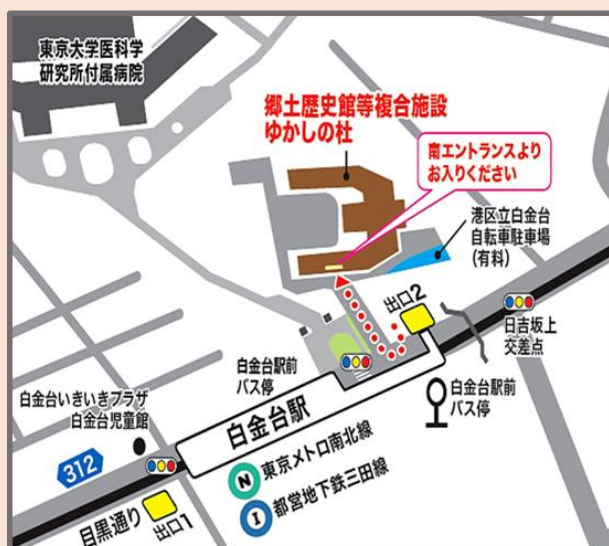 東京大学医科学
研究所付属病院
郷土歴史館等複合施設
ゆかしの杜
南エントランスより
お入りください
港区立白金台
自転車駐車場
(有料)
出口2
日吉坂上
交差点
白金台駅前
バス停
白金台駅前
バス停
白金台いきいきプラザ
白金台児童館
白金台駅
312
N 東京メトロ南北線
I 都営地下鉄三田線
目黒通り
出口1